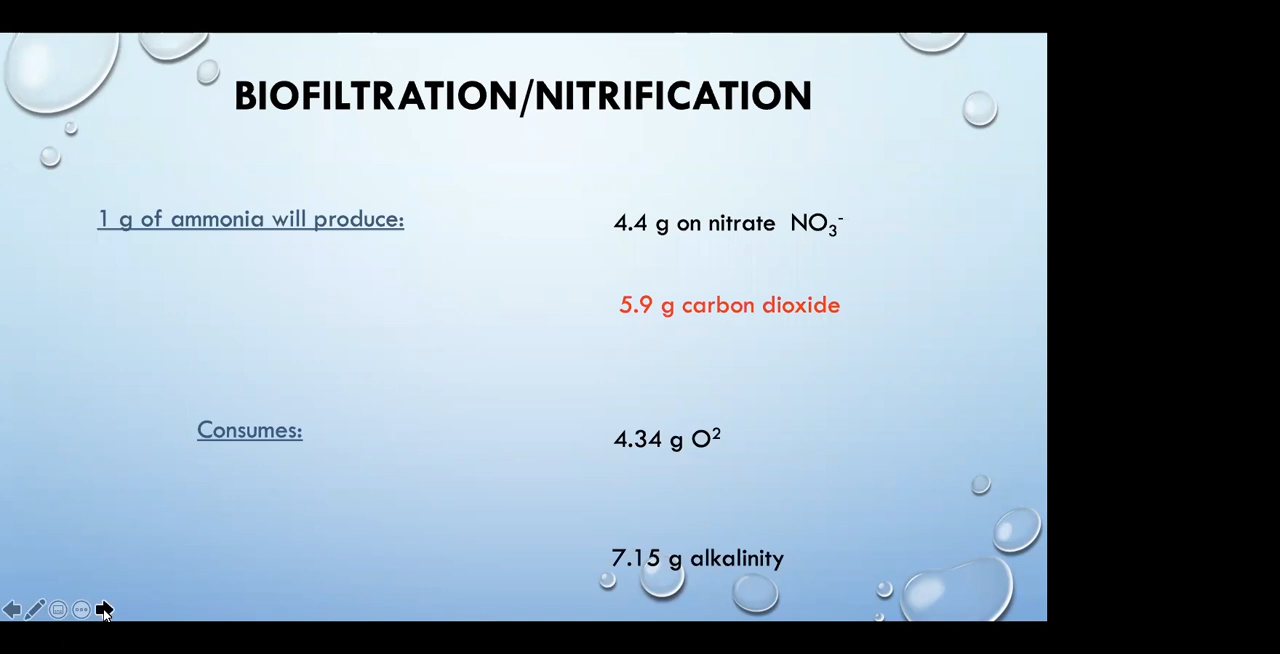 BIOFILTRATION/NITRIFICATION
1 g of ammonia will produce:
4.4 g on nitrate NO₃⁻
5.9 g carbon dioxide
Consumes:
4.34 g O²
7.15 g alkalinity